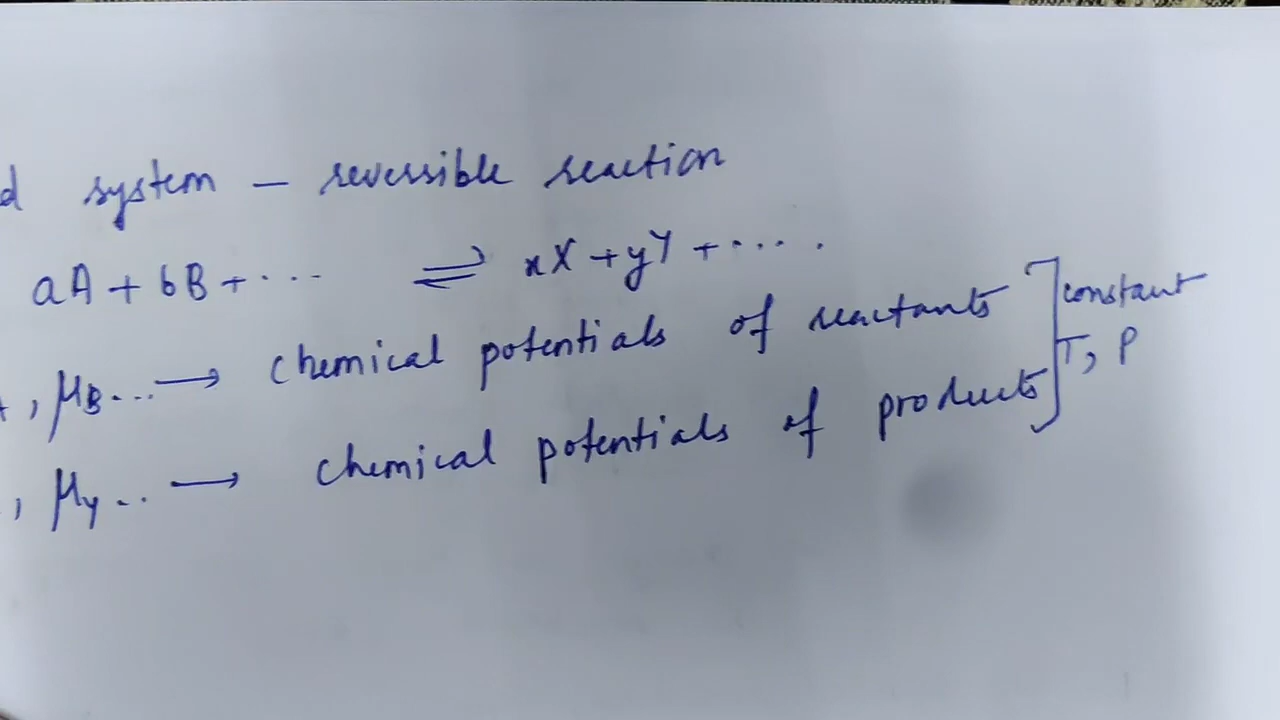 d system – reversible reaction
aA + bB + ... ⇌ xX + yY + ....
, μB... → chemical potentials of reactants ] constant
, μy .. → chemical potentials of products ] T, P